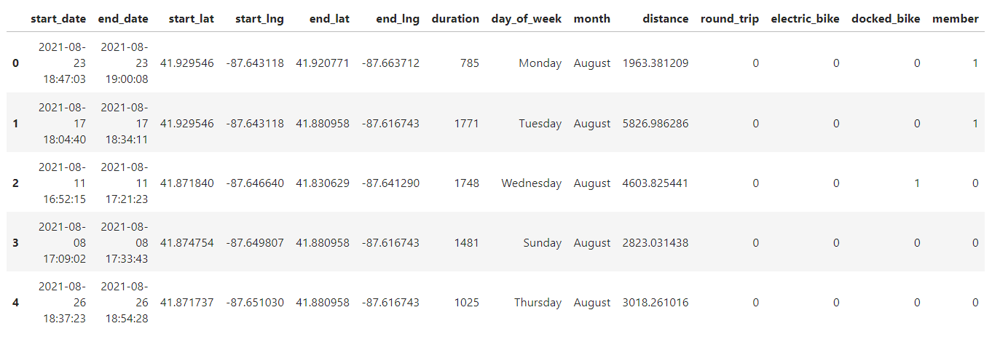 start_date end_date start_lat start_lng end_lat end_lng duration day_of_week month distance round_trip electric_bike docked_bike member
2021-08- 2021-08-
23 23
0 18:47:03 19:00:08 41.929546 -87.643118 41.920771 -87.663712 785 Monday August 1963.381209 0 0 0 1
2021-08- 2021-08-
17 17
1 18:04:40 18:34:11 41.929546 -87.643118 41.880958 -87.616743 1771 Tuesday August 5826.986286 0 0 0 1
2021-08- 2021-08-
11 11
2 16:52:15 17:21:23 41.871840 -87.646640 41.830629 -87.641290 1748 Wednesday August 4603.825441 0 0 1 0
2021-08- 2021-08-
08 08
3 17:09:02 17:33:43 41.874754 -87.649807 41.880958 -87.616743 1481 Sunday August 2823.031438 0 0 0 0
2021-08- 2021-08-
26 26
4 18:37:23 18:54:28 41.871737 -87.651030 41.880958 -87.616743 1025 Thursday August 3018.261016 0 0 0 0